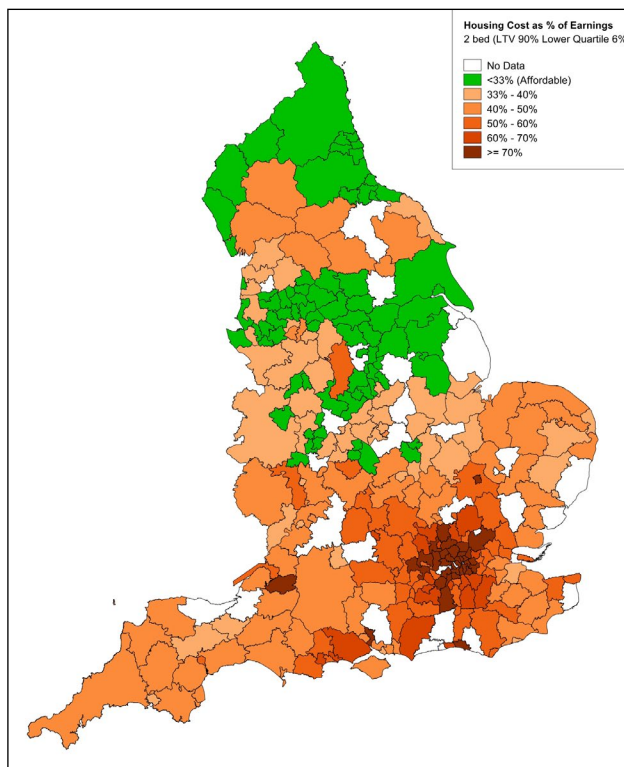 Housing Cost as % of Earnings
2 bed (LTV 90% Lower Quartile 6%
No Data
<33% (Affordable)
33% - 40%
40% - 50%
50% - 60%
60% - 70%
>= 70%